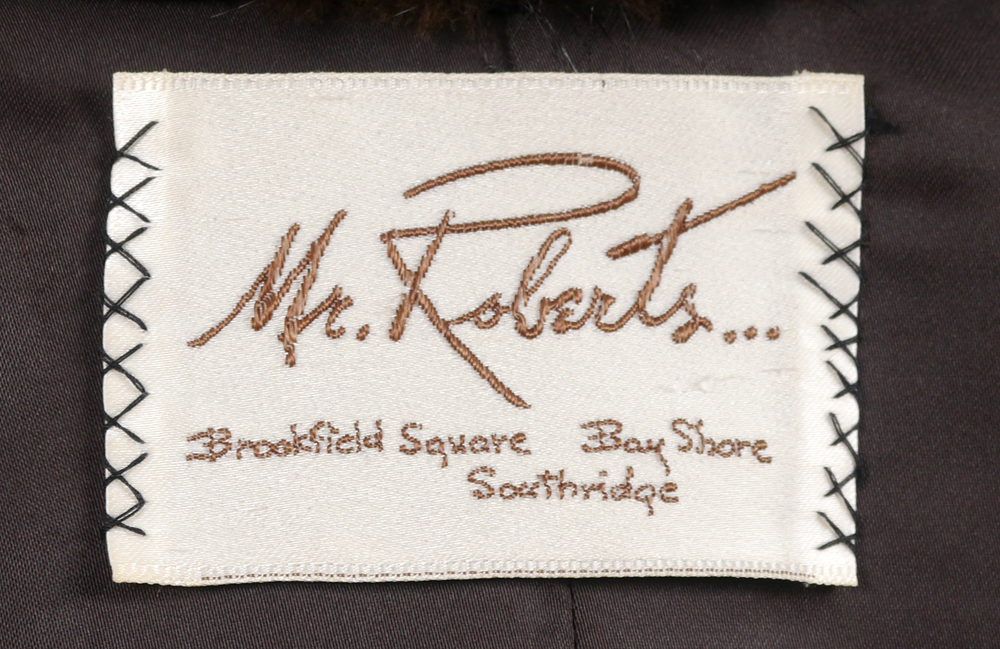 Mr. Roberts...
Brookfield Square Bay Shore
Southridge